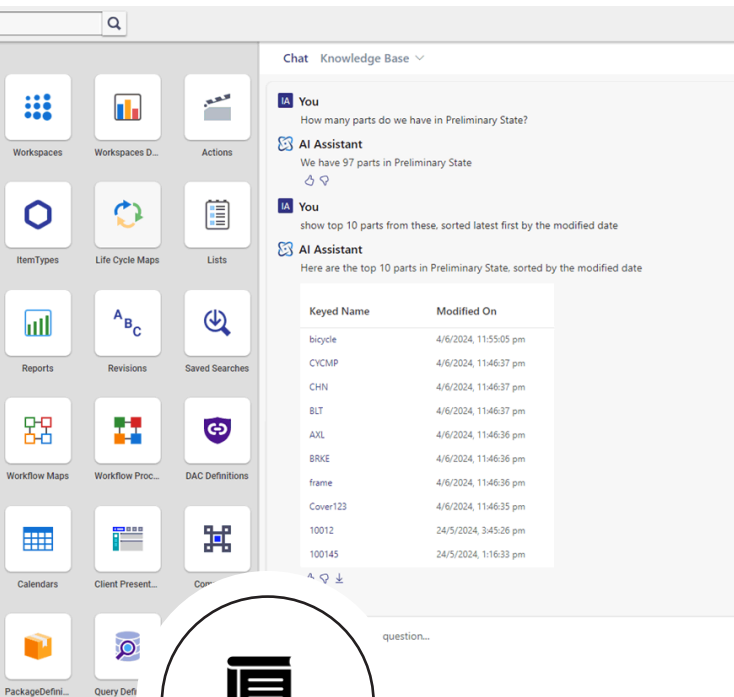 Chat Knowledge Base
Workspaces Workspaces D... Actions
ItemTypes Life Cycle Maps Lists
Reports Revisions Saved Searches
Workflow Maps Workflow Proc... DAC Definitions
Calendars Client Present...
PackageDefini...
A B C
IA You
How many parts do we have in Preliminary State?
AI Assistant
We have 97 parts in Preliminary State
IA You
show top 10 parts from these, sorted latest first by the modified date
AI Assistant
Here are the top 10 parts in Preliminary State, sorted by the modified date
Keyed Name Modified On
bicycle 4/6/2024, 11:55:05 pm
CYCMP 4/6/2024, 11:46:37 pm
CHN 4/6/2024, 11:46:37 pm
BLT 4/6/2024, 11:46:37 pm
AXL 4/6/2024, 11:46:36 pm
BRKE 4/6/2024, 11:46:36 pm
frame 4/6/2024, 11:46:36 pm
Cover123 4/6/2024, 11:46:35 pm
10012 24/5/2024, 3:45:26 pm
100145 24/5/2024, 1:16:33 pm
question...